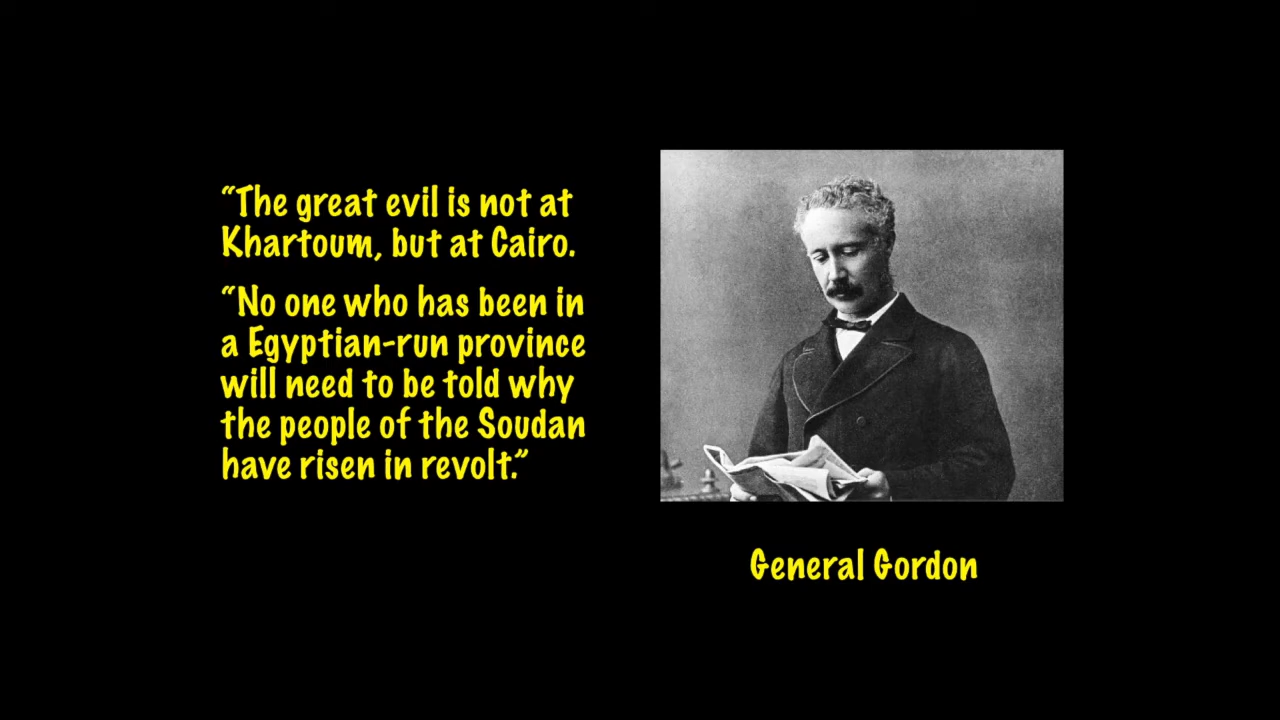 “The great evil is not at
Khartoum, but at Cairo.
“No one who has been in
a Egyptian-run province
will need to be told why
the people of the Soudan
have risen in revolt.”
General Gordon